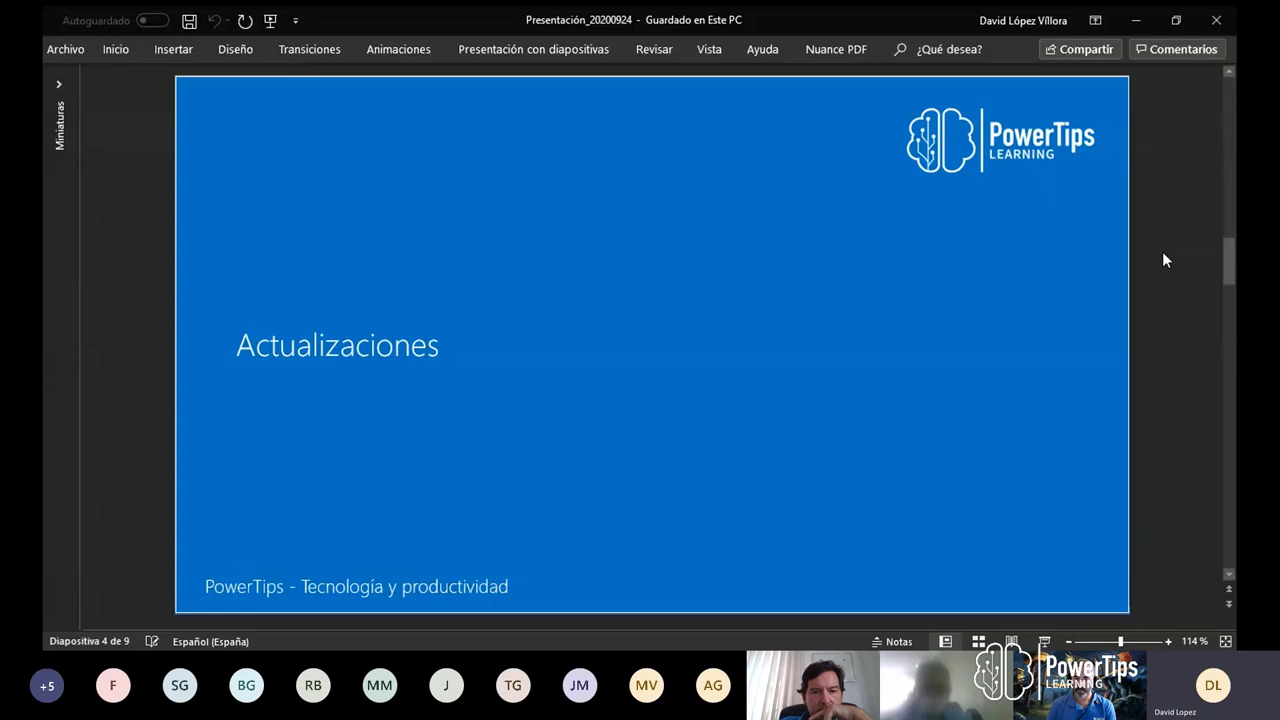 Autoguardado
Presentación_20200924 - Guardado en Este PC
David López Víllora
Archivo
Inicio
Insertar
Diseño
Transiciones
Animaciones
Presentación con diapositivas
Revisar
Vista
Ayuda
Nuance PDF
¿Qué desea?
Compartir
Comentarios
Miniaturas
PowerTips
LEARNING
Actualizaciones
PowerTips - Tecnología y productividad
Diapositiva 4 de 9
Español (España)
Notas
114 %
+5
F
SG
BG
RB
MM
J
TG
JM
MV
AG
PowerTips
LEARNING
DL
David Lopez